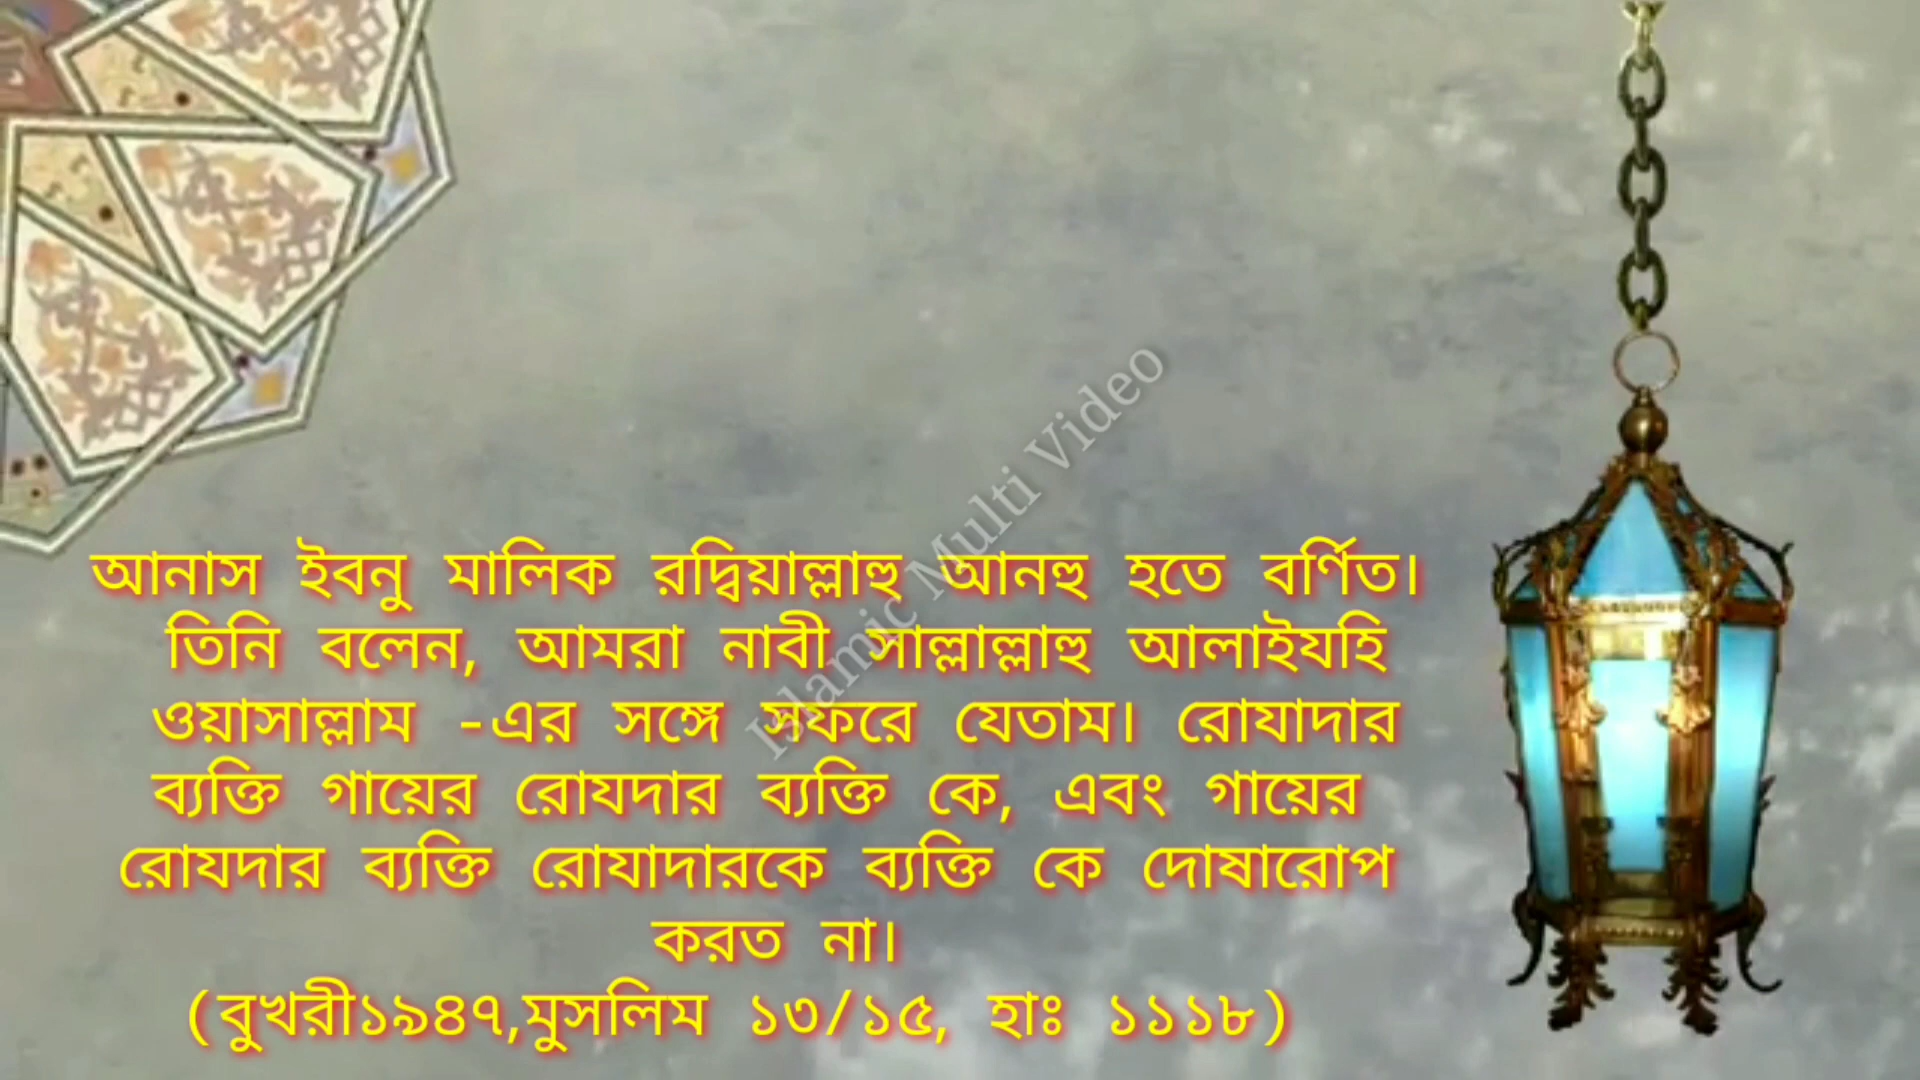 আনাস ইবনু মালিক রদ্বিয়াল্লাহু আনহু হতে বর্ণিত।
তিনি বলেন, আমরা নাবী সাল্লাল্লাহু আলাইযহি
ওয়াসাল্লাম -এর সঙ্গে সফরে যেতাম। রোযাদার
ব্যক্তি গায়ের রোযদার ব্যক্তি কে, এবং গায়ের
রোযদার ব্যক্তি রোযাদারকে ব্যক্তি কে দোষারোপ
করত না।
(বুখরী১৯৪৭,মুসলিম ১৩/১৫, হাঃ ১১১৮)
Islamic Multi Video